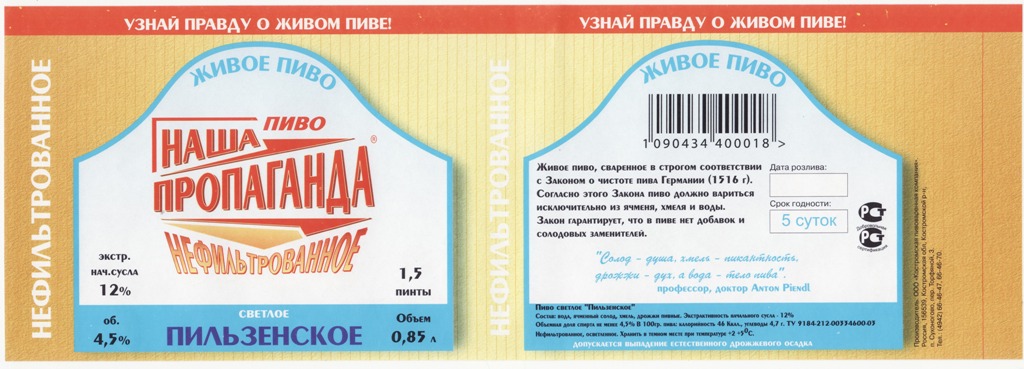 УЗНАЙ ПРАВДУ О ЖИВОМ ПИВЕ!
НЕФИЛЬТРОВАННОЕ
ЖИВОЕ ПИВО
ПИВО
НАША
ПРОПАГАНДА®
НЕФИЛЬТРОВАННОЕ
экстр.
нач.сусла
12%
1,5
пинты
об.
4,5%
СВЕТЛОЕ
ПИЛЬЗЕНСКОЕ
Объем
0,85 л
УЗНАЙ ПРАВДУ О ЖИВОМ ПИВЕ!
НЕФИЛЬТРОВАННОЕ
ЖИВОЕ ПИВО
1 090434 400018 >
Живое пиво, сваренное в строгом соответствии
с Законом о чистоте пива Германии (1516 г).
Согласно этого Закона пиво должно вариться
исключительно из ячменя, хмеля и воды.
Закон гарантирует, что в пиве нет добавок и
солодовых заменителей.
Дата розлива:
Срок годности:
5 суток
РСТ
Добровольная
сертификация
РСТ
"Солод - душа, хмель - пикантность,
дрожжи - дух, а вода - тело пива".
профессор, доктор Anton Piendl
Пиво светлое "Пильзенское"
Состав: вода, ячменный солод, хмель, дрожжи пивные. Экстрактивность начального сусла - 12%
Объемная доля спирта не менее 4,5% В 100гр. пива: калорийность 46 Ккал., углеводы 4,7 г. ТУ 9184-212-00334600-03
Нефильтрованное, осветленное. Хранить в темном месте при температуре +2 +5°С.
ДОПУСКАЕТСЯ ВЫПАДЕНИЕ ЕСТЕСТВЕННОГО ДРОЖЖЕВОГО ОСАДКА
Производитель: ООО «Костромская пивоваренная компания».
Россия, 156539, Костромская обл, Костромской р-н,
п. Сухоногово, пер. Торфяной, 3.
Тел.: (4942) 66-46-47, 66-46-70.